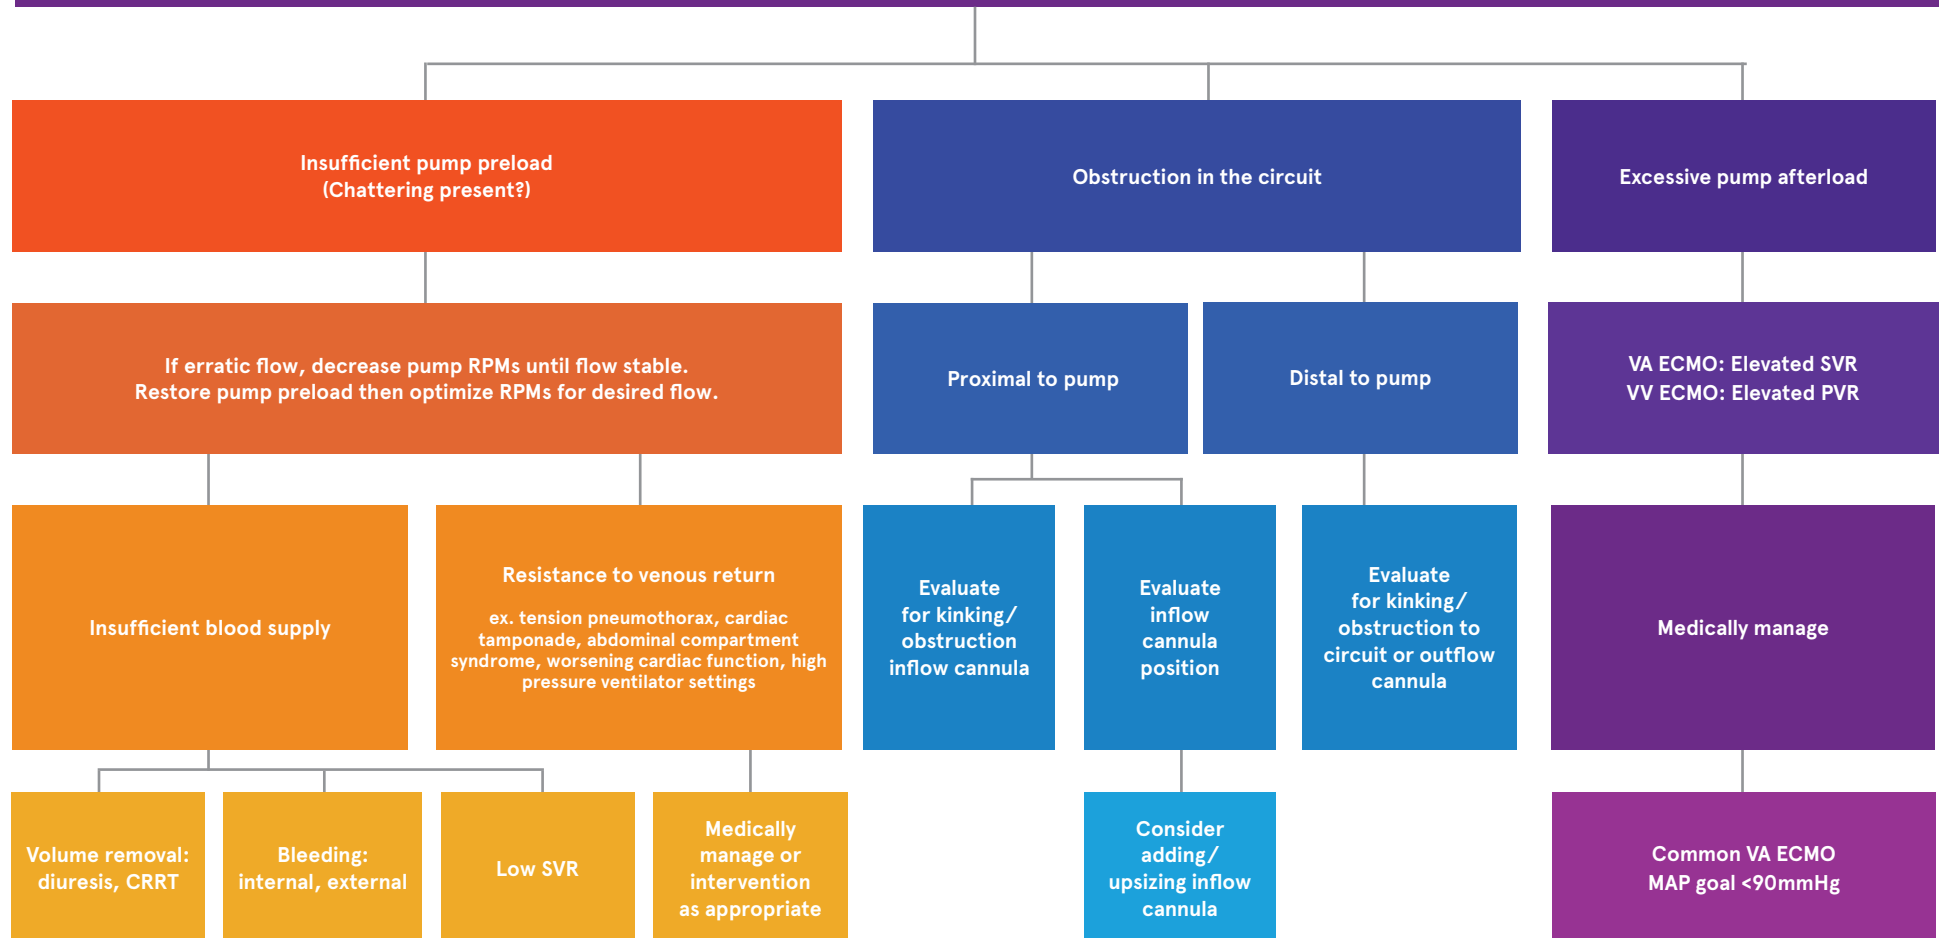 Insufficient pump preload
(Chattering present?)
Obstruction in the circuit
Excessive pump afterload
If erratic flow, decrease pump RPMs until flow stable.
Restore pump preload then optimize RPMs for desired flow.
Proximal to pump
Distal to pump
VA ECMO: Elevated SVR
VV ECMO: Elevated PVR
Insufficient blood supply
Resistance to venous return
ex. tension pneumothorax, cardiac
tamponade, abdominal compartment
syndrome, worsening cardiac function, high
pressure ventilator settings
Evaluate
for kinking/
obstruction
inflow cannula
Evaluate
inflow
cannula
position
Evaluate
for kinking/
obstruction to
circuit or outflow
cannula
Medically manage
Volume removal:
diuresis, CRRT
Bleeding:
internal, external
Low SVR
Medically
manage or
intervention
as appropriate
Consider
adding/
upsizing inflow
cannula
Common VA ECMO
MAP goal <90mmHg